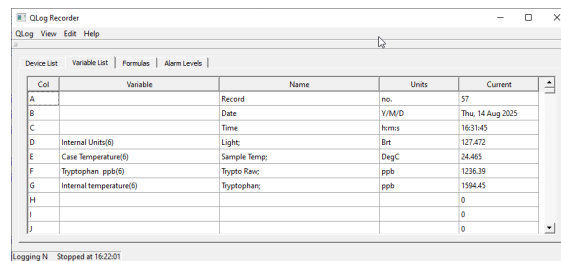 QLog Recorder
QLog View Edit Help
Device List Variable List Formulas Alarm Levels
Col Variable Name Units Current
A Record no. 57
B Date Y/M/D Thu, 14 Aug 2025
C Time h:m:s 16:31:45
D Internal Units(6) Light; Brt 127.472
E Case Temperature(6) Sample Temp; DegC 24.465
F Tryptophan ppb(6) Trypto Raw; ppb 1236.39
G Internal temperature(6) Tryptophan; ppb 1594.45
H 0
I 0
J 0
Logging N Stopped at 16:22:01